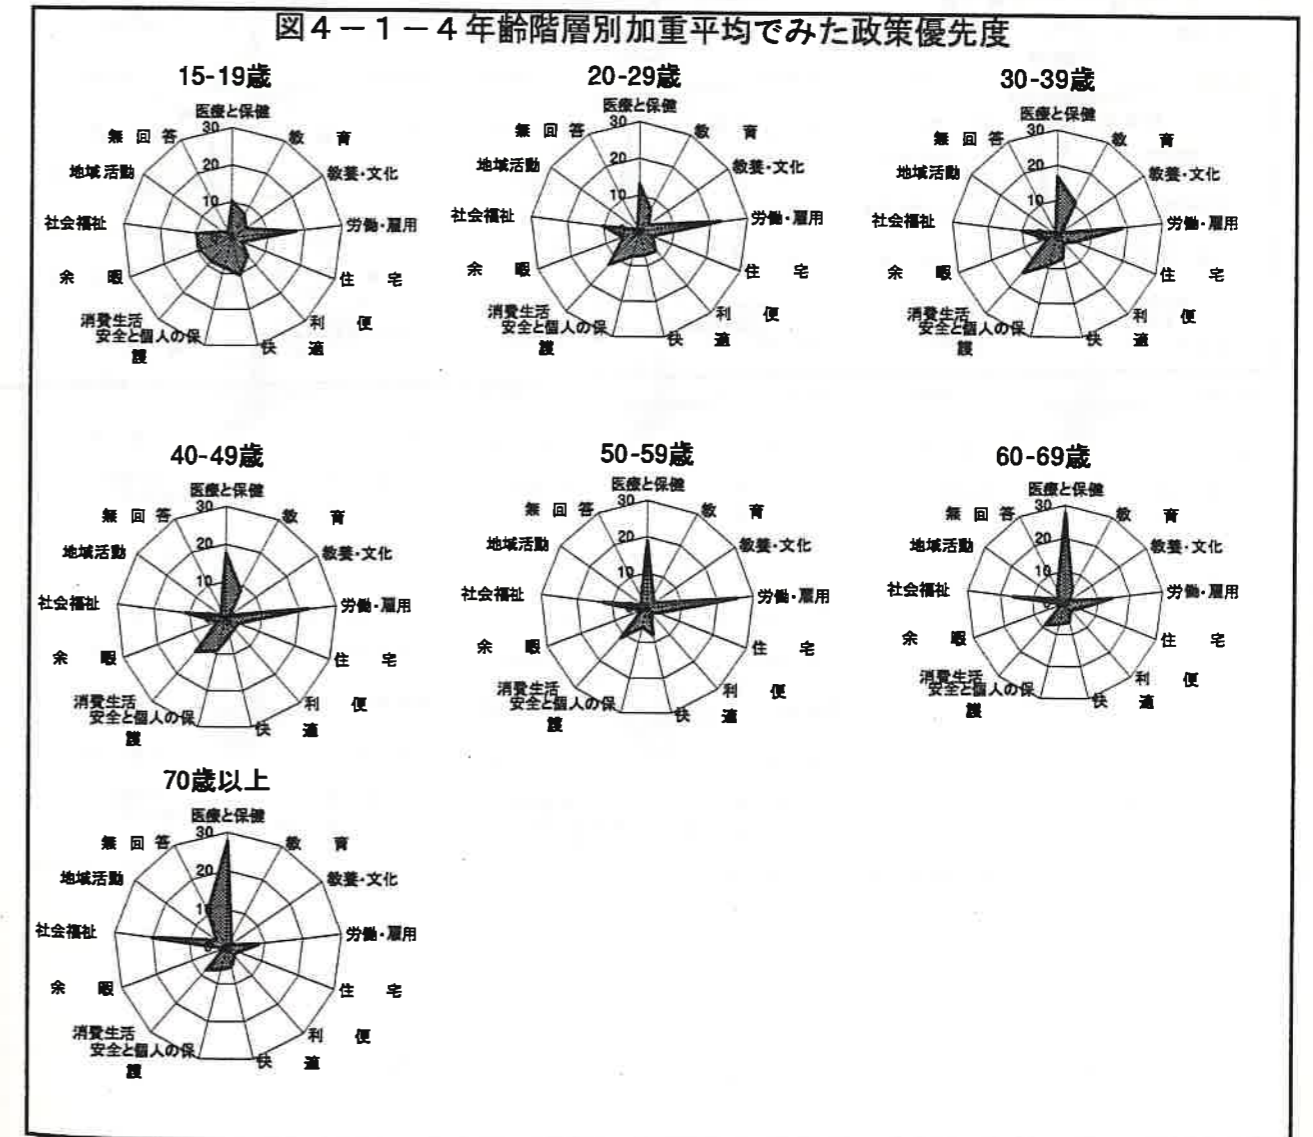 図4-1-4年齢階層別加重平均でみた政策優先度
15-19歳
医療と保健
30
20
10
0
教 育
教養・文化
労働・雇用
住 宅
利 便
快 適
安全と個人の保
護
消費生活
余 暇
社会福祉
地域活動
無 回 答
20-29歳
医療と保健
30
20
10
教 育
教養・文化
労働・雇用
住 宅
利 便
快 適
安全と個人の保
護
消費生活
余 暇
社会福祉
地域活動
無 回 答
30-39歳
医療と保健
30
20
10
教 育
教養・文化
労働・雇用
住 宅
利 便
快 適
安全と個人の保
護
消費生活
余 暇
社会福祉
地域活動
無 回 答
40-49歳
医療と保健
30
20
10
教 育
教養・文化
労働・雇用
住 宅
利 便
快 適
安全と個人の保
護
消費生活
余 暇
社会福祉
地域活動
無 回 答
50-59歳
医療と保健
30
20
10
教 育
教養・文化
労働・雇用
住 宅
利 便
快 適
安全と個人の保
護
消費生活
余 暇
社会福祉
地域活動
無 回 答
60-69歳
医療と保健
30
20
10
0
教 育
教養・文化
労働・雇用
住 宅
利 便
快 適
安全と個人の保
護
消費生活
余 暇
社会福祉
地域活動
無 回 答
70歳以上
医療と保健
30
20
10
0
教 育
教養・文化
労働・雇用
住 宅
利 便
快 適
安全と個人の保
護
消費生活
余 暇
社会福祉
地域活動
無 回 答